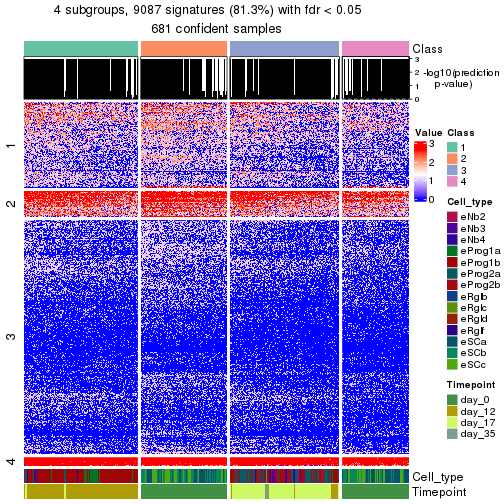 4 subgroups, 9087 signatures (81.3%) with fdr < 0.05
681 confident samples
Class
3
2
1
0
-log10(prediction
p-value)
1
2
3
4
Value
3
2
1
0
Class
1
2
3
4
Cell_type
eNb2
eNb3
eNb4
eProg1a
eProg1b
eProg2a
eProg2b
eRglb
eRglc
eRgld
eRglf
eSCa
eSCb
eSCc
Timepoint
day_0
day_12
day_17
day_35
Cell_type
Timepoint